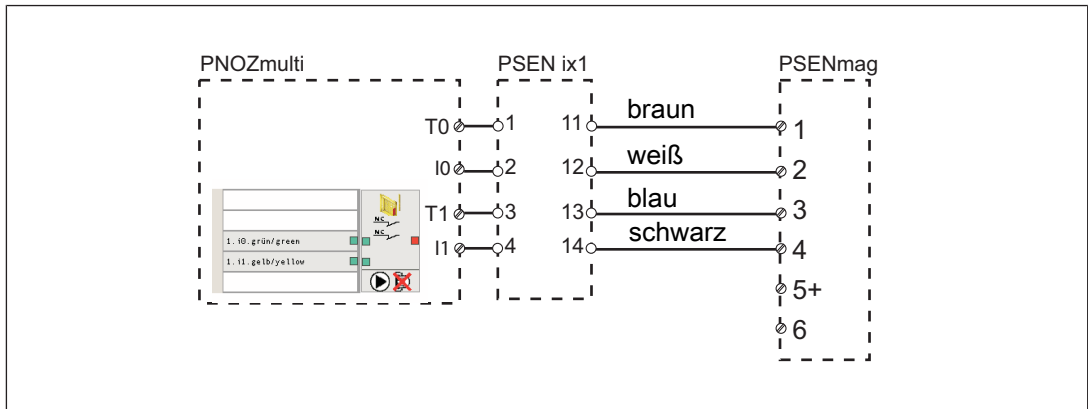 PNOZmulti
PSEN ix1
PSENmag
T0 1 11 braun 1
I0 2 12 weiß 2
T1 3 13 blau 3
I1 4 14 schwarz 4
5+
6
NC
NC
1. i0.grün/green
1. i1.gelb/yellow